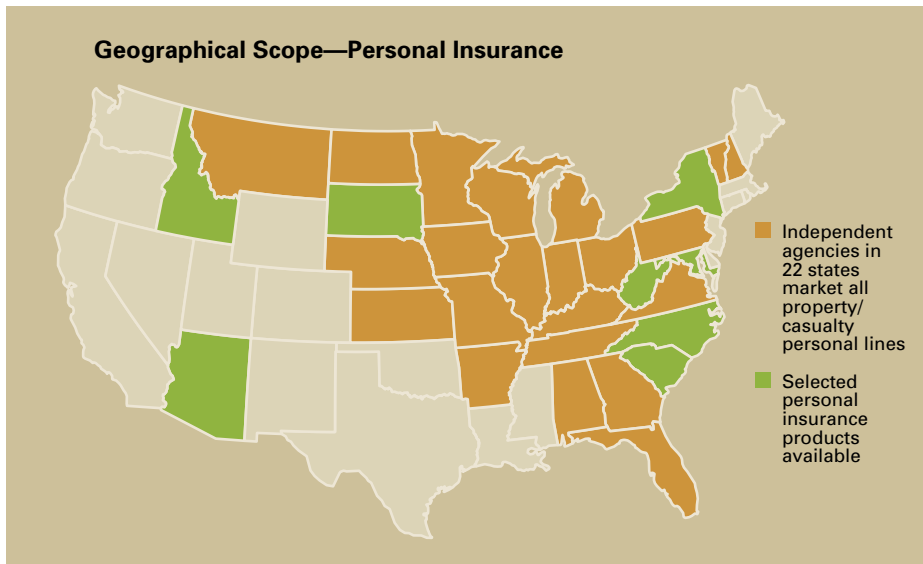 Geographical Scope—Personal Insurance
Independent
agencies in
22 states
market all
property/
casualty
personal lines
Selected
personal
insurance
products
available